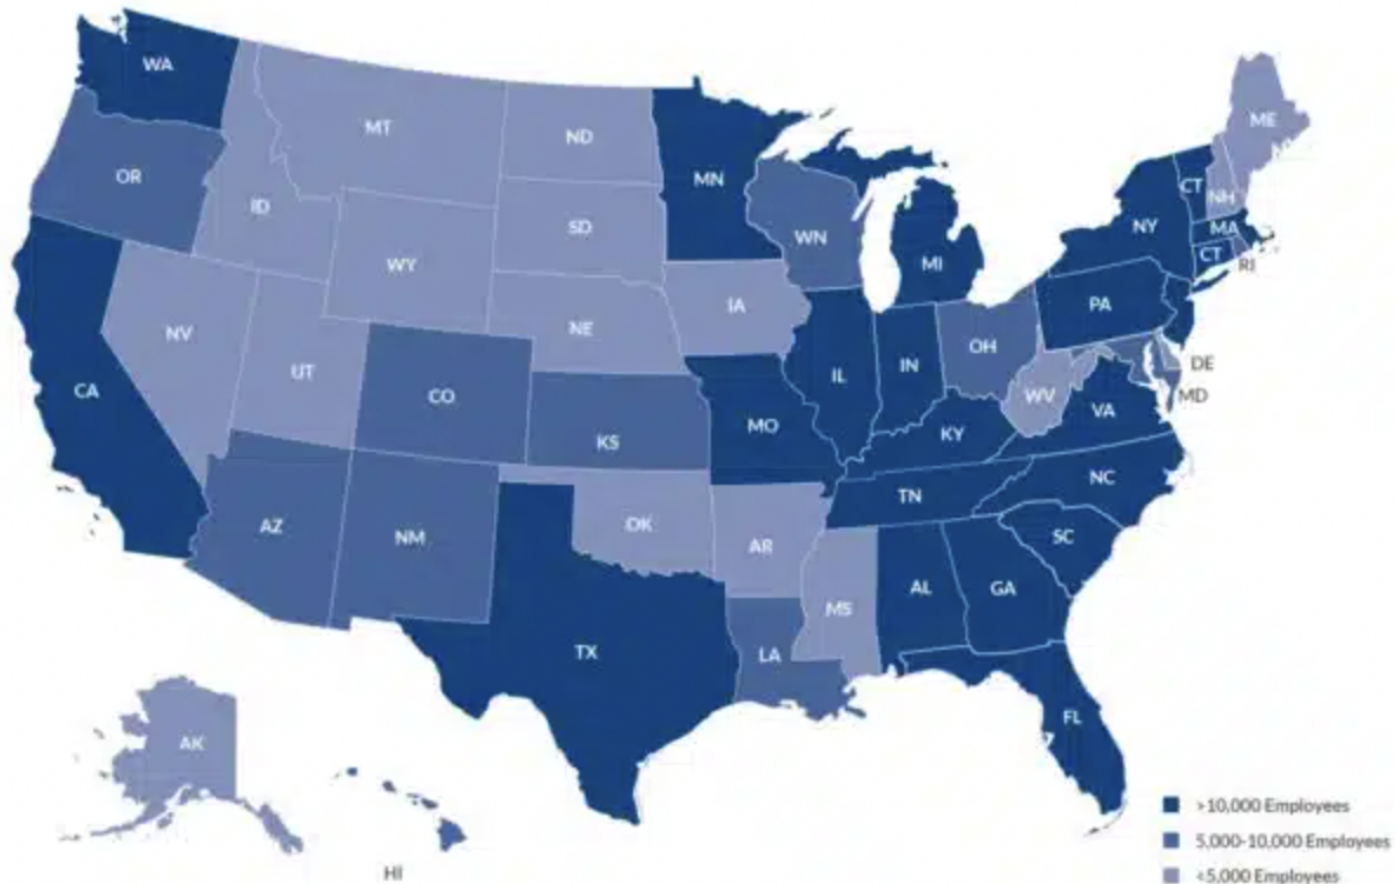 WA
MT
ND
MN
OR
ID
SD
WY
WN
MI
ME
CT
NH
NY
MA
CT
RI
NV
UT
NE
IA
PA
CA
CO
KS
MO
IL
IN
OH
WV
VA
DE
MD
KY
AZ
NM
OK
AR
TN
NC
SC
TX
LA
MS
AL
GA
FL
AK
HI
>10,000 Employees
5,000-10,000 Employees
<5,000 Employees